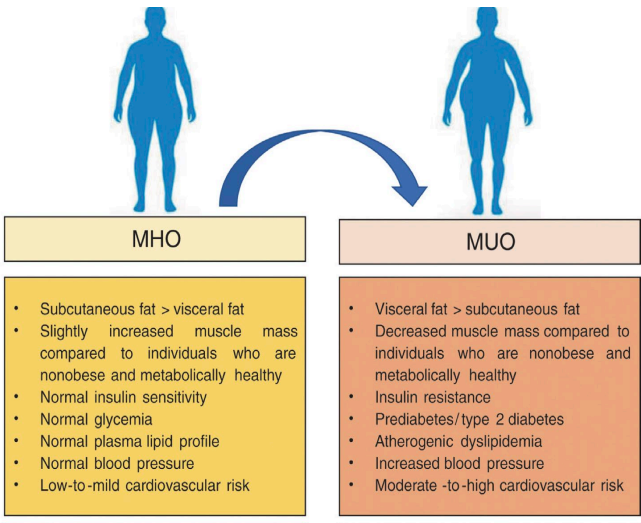 MHO
• Subcutaneous fat > visceral fat
• Slightly increased muscle mass
compared to individuals who are
nonobese and metabolically healthy
• Normal insulin sensitivity
• Normal glycemia
• Normal plasma lipid profile
• Normal blood pressure
• Low-to-mild cardiovascular risk
MUO
• Visceral fat > subcutaneous fat
• Decreased muscle mass compared to
individuals who are nonobese and
metabolically healthy
• Insulin resistance
• Prediabetes/type 2 diabetes
• Atherogenic dyslipidemia
• Increased blood pressure
• Moderate -to-high cardiovascular risk